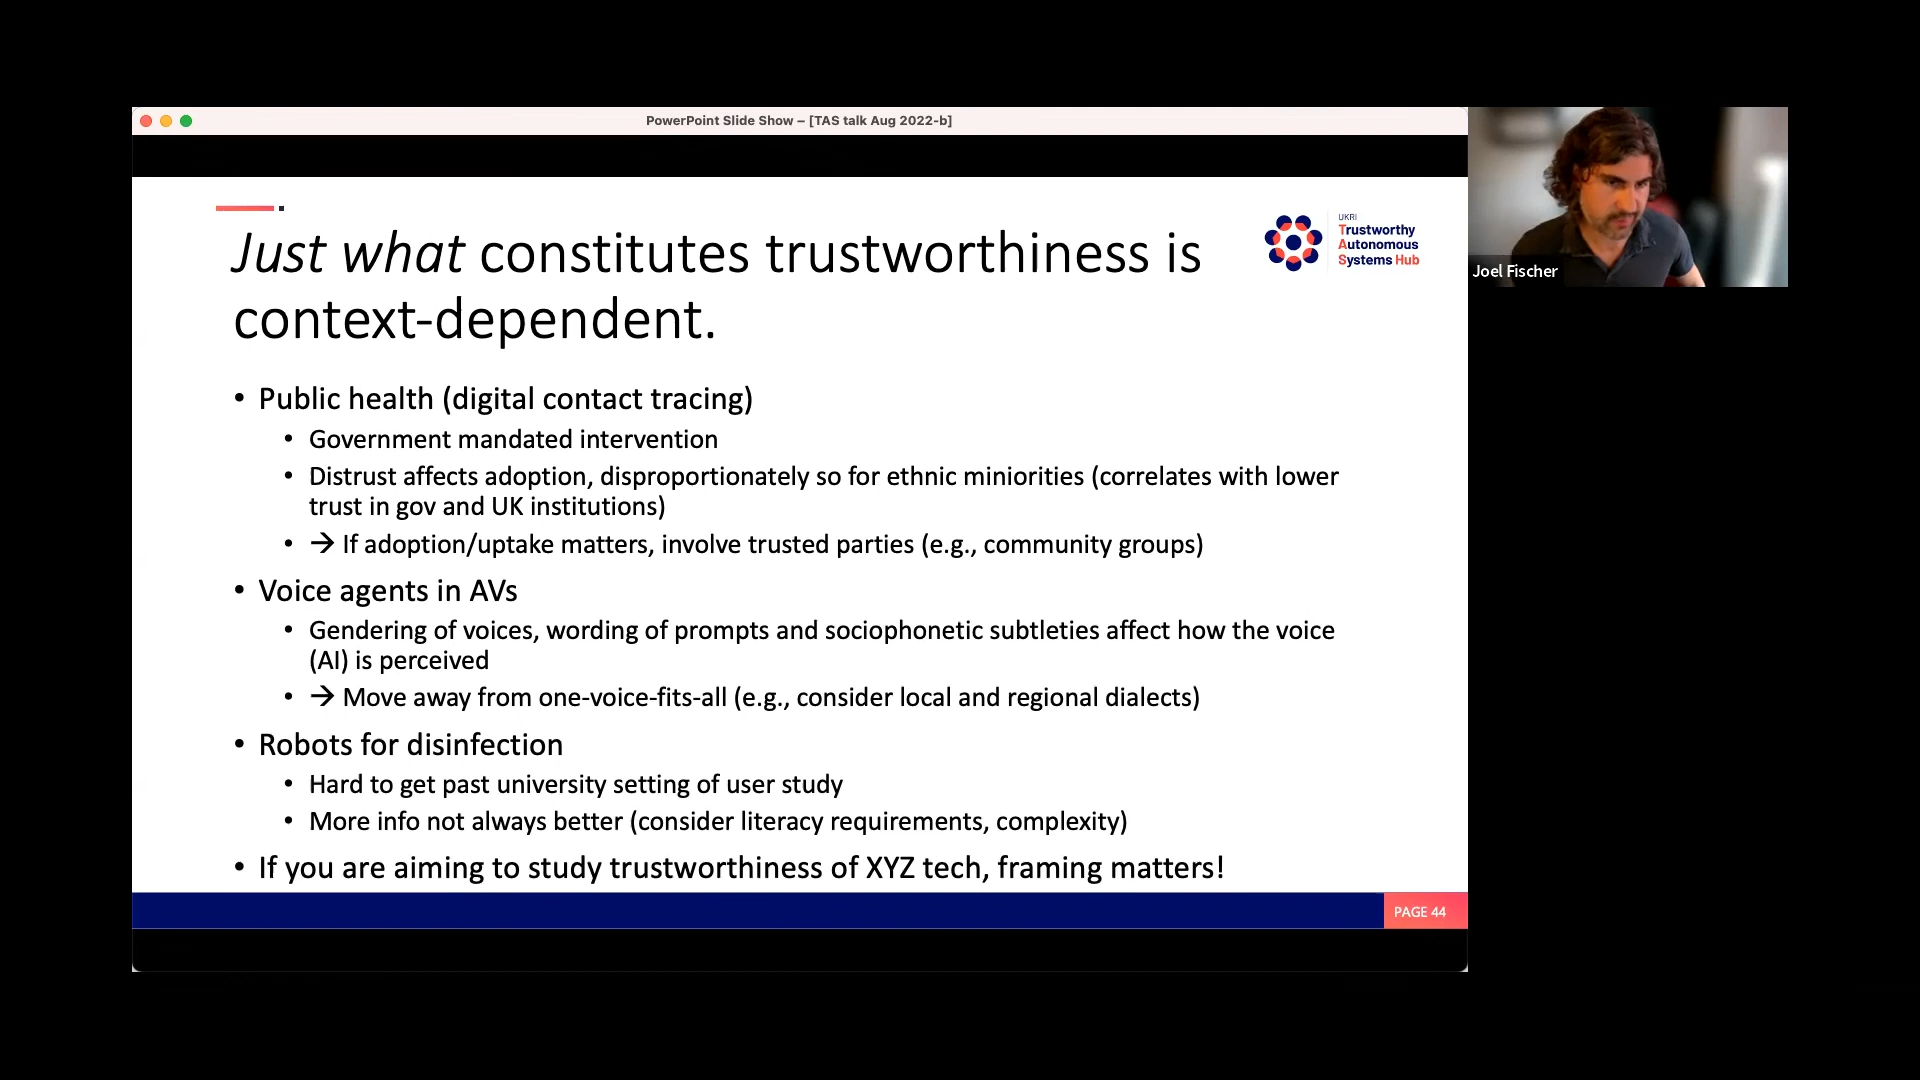 PowerPoint Slide Show – [TAS talk Aug 2022-b]
Just what constitutes trustworthiness is
context-dependent.
UKRI
Trustworthy
Autonomous
Systems Hub
• Public health (digital contact tracing)
• Government mandated intervention
• Distrust affects adoption, disproportionately so for ethnic miniorities (correlates with lower
trust in gov and UK institutions)
• → If adoption/uptake matters, involve trusted parties (e.g., community groups)
• Voice agents in AVs
• Gendering of voices, wording of prompts and sociophonetic subtleties affect how the voice
(AI) is perceived
• → Move away from one-voice-fits-all (e.g., consider local and regional dialects)
• Robots for disinfection
• Hard to get past university setting of user study
• More info not always better (consider literacy requirements, complexity)
• If you are aiming to study trustworthiness of XYZ tech, framing matters!
PAGE 44
Joel Fischer